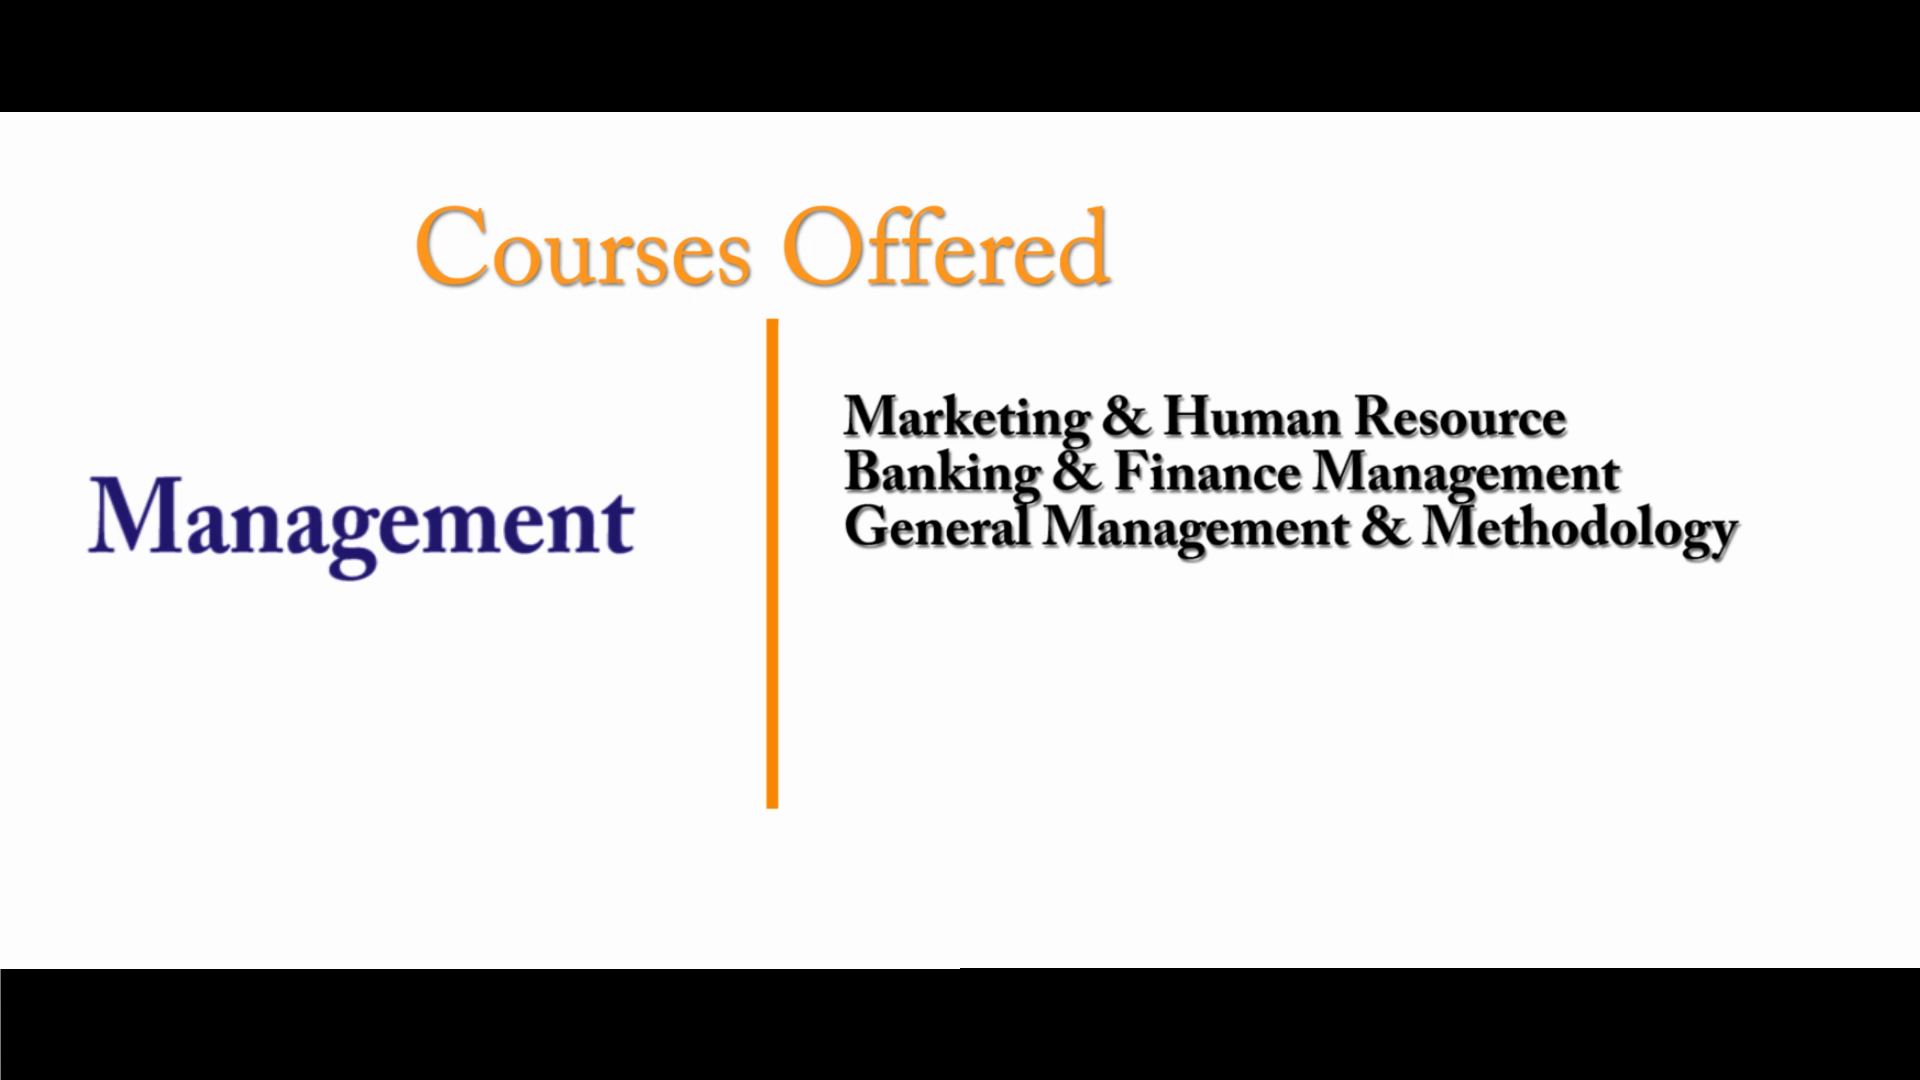 Courses Offered
Management
Marketing & Human Resource
Banking & Finance Management
General Management & Methodology